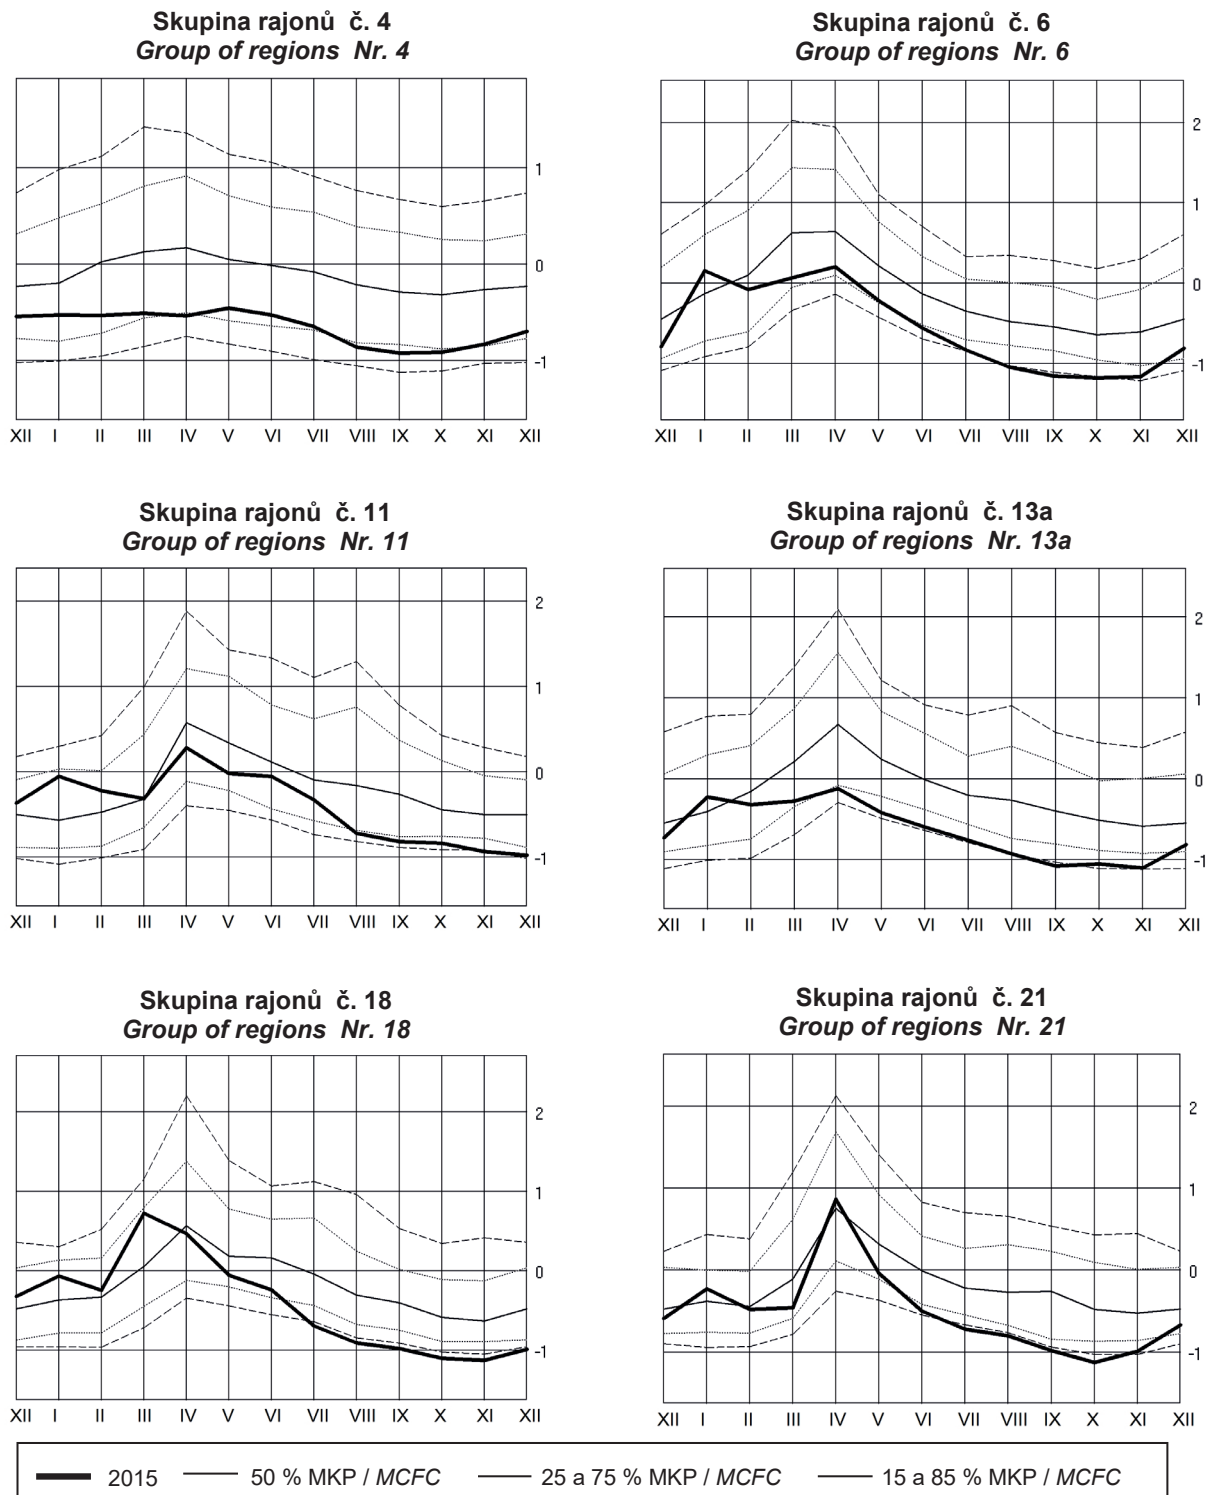 Skupina rajonů č. 4
Group of regions Nr. 4
1
0
-1
XII I II III IV V VI VII VIII IX X XI XII
Skupina rajonů č. 6
Group of regions Nr. 6
2
1
0
-1
XII I II III IV V VI VII VIII IX X XI XII
Skupina rajonů č. 11
Group of regions Nr. 11
2
1
0
-1
XII I II III IV V VI VII VIII IX X XI XII
Skupina rajonů č. 13a
Group of regions Nr. 13a
2
1
0
-1
XII I II III IV V VI VII VIII IX X XI XII
Skupina rajonů č. 18
Group of regions Nr. 18
2
1
0
-1
XII I II III IV V VI VII VIII IX X XI XII
Skupina rajonů č. 21
Group of regions Nr. 21
2
1
0
-1
XII I II III IV V VI VII VIII IX X XI XII
2015 50 % MKP / MCFC 25 a 75 % MKP / MCFC 15 a 85 % MKP / MCFC